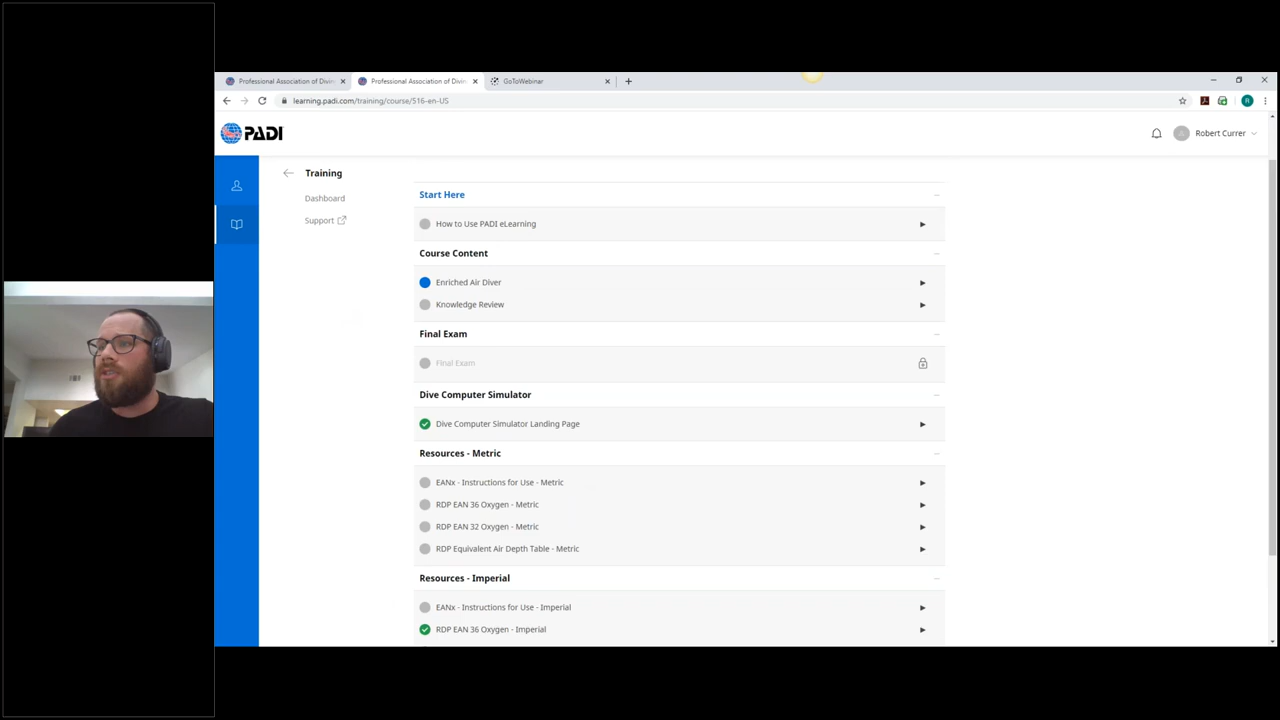 Professional Association of Divin
Professional Association of Divin
GoToWebinar
learning.padi.com/training/course/516-en-US
PADI
Robert Currer
Training
Dashboard
Support
Start Here
How to Use PADI eLearning
Course Content
Enriched Air Diver
Knowledge Review
Final Exam
Final Exam
Dive Computer Simulator
Dive Computer Simulator Landing Page
Resources - Metric
EANx - Instructions for Use - Metric
RDP EAN 36 Oxygen - Metric
RDP EAN 32 Oxygen - Metric
RDP Equivalent Air Depth Table - Metric
Resources - Imperial
EANx - Instructions for Use - Imperial
RDP EAN 36 Oxygen - Imperial